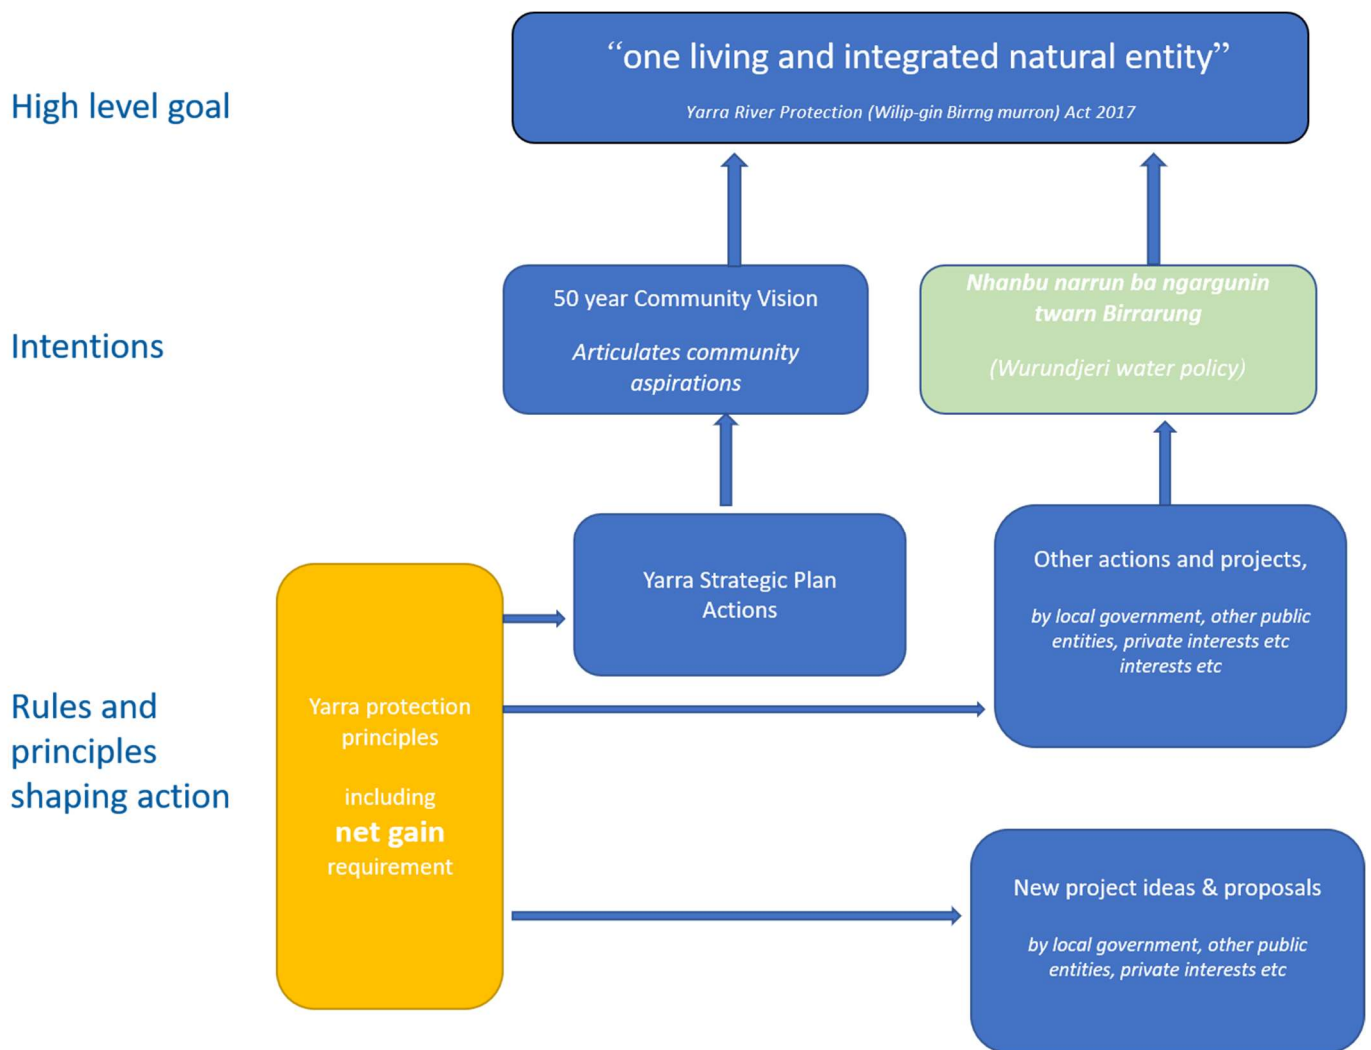 High level goal
“one living and integrated natural entity”
Yarra River Protection (Wilip-gin Birrng murron) Act 2017
Intentions
50 year Community Vision
Articulates community
aspirations
Nhanbu narrun ba ngargunin
twarn Birrarung
(Wurundjeri water policy)
Rules and
principles
shaping action
Yarra protection
principles
including
net gain
requirement
Yarra Strategic Plan
Actions
Other actions and projects,
by local government, other public
entities, private interests etc
interests etc
New project ideas & proposals
by local government, other public
entities, private interests etc